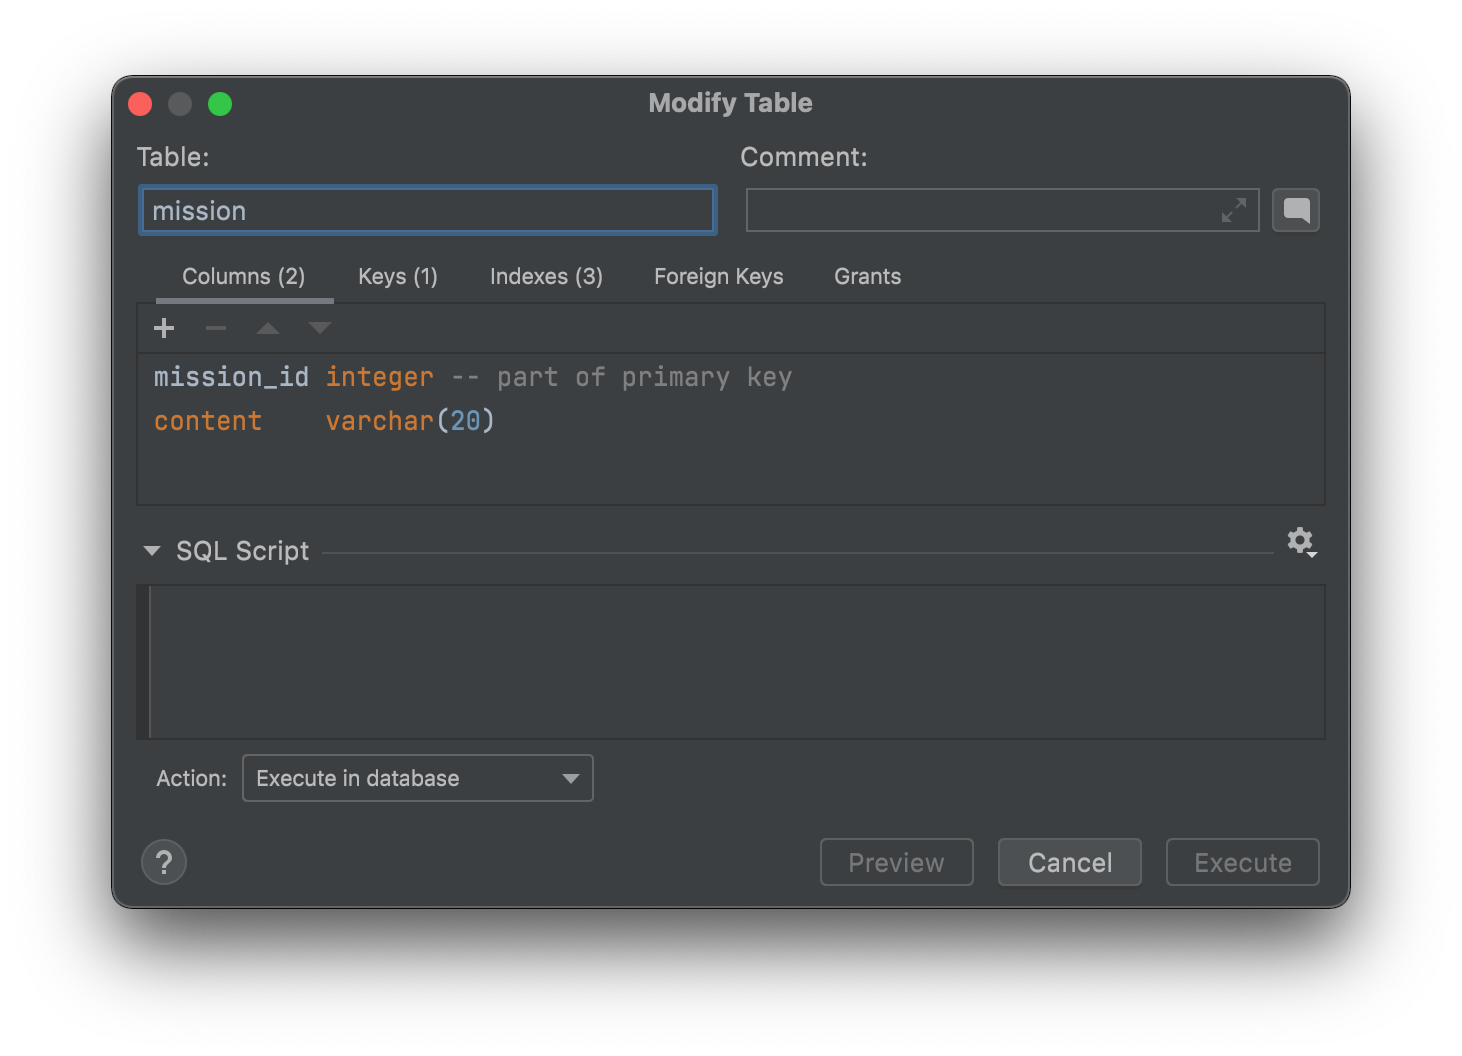 Modify Table
Table:
Comment:
mission
Columns (2) Keys (1) Indexes (3) Foreign Keys Grants
mission_id integer -- part of primary key
content varchar(20)
SQL Script
Action: Execute in database
? Preview Cancel Execute